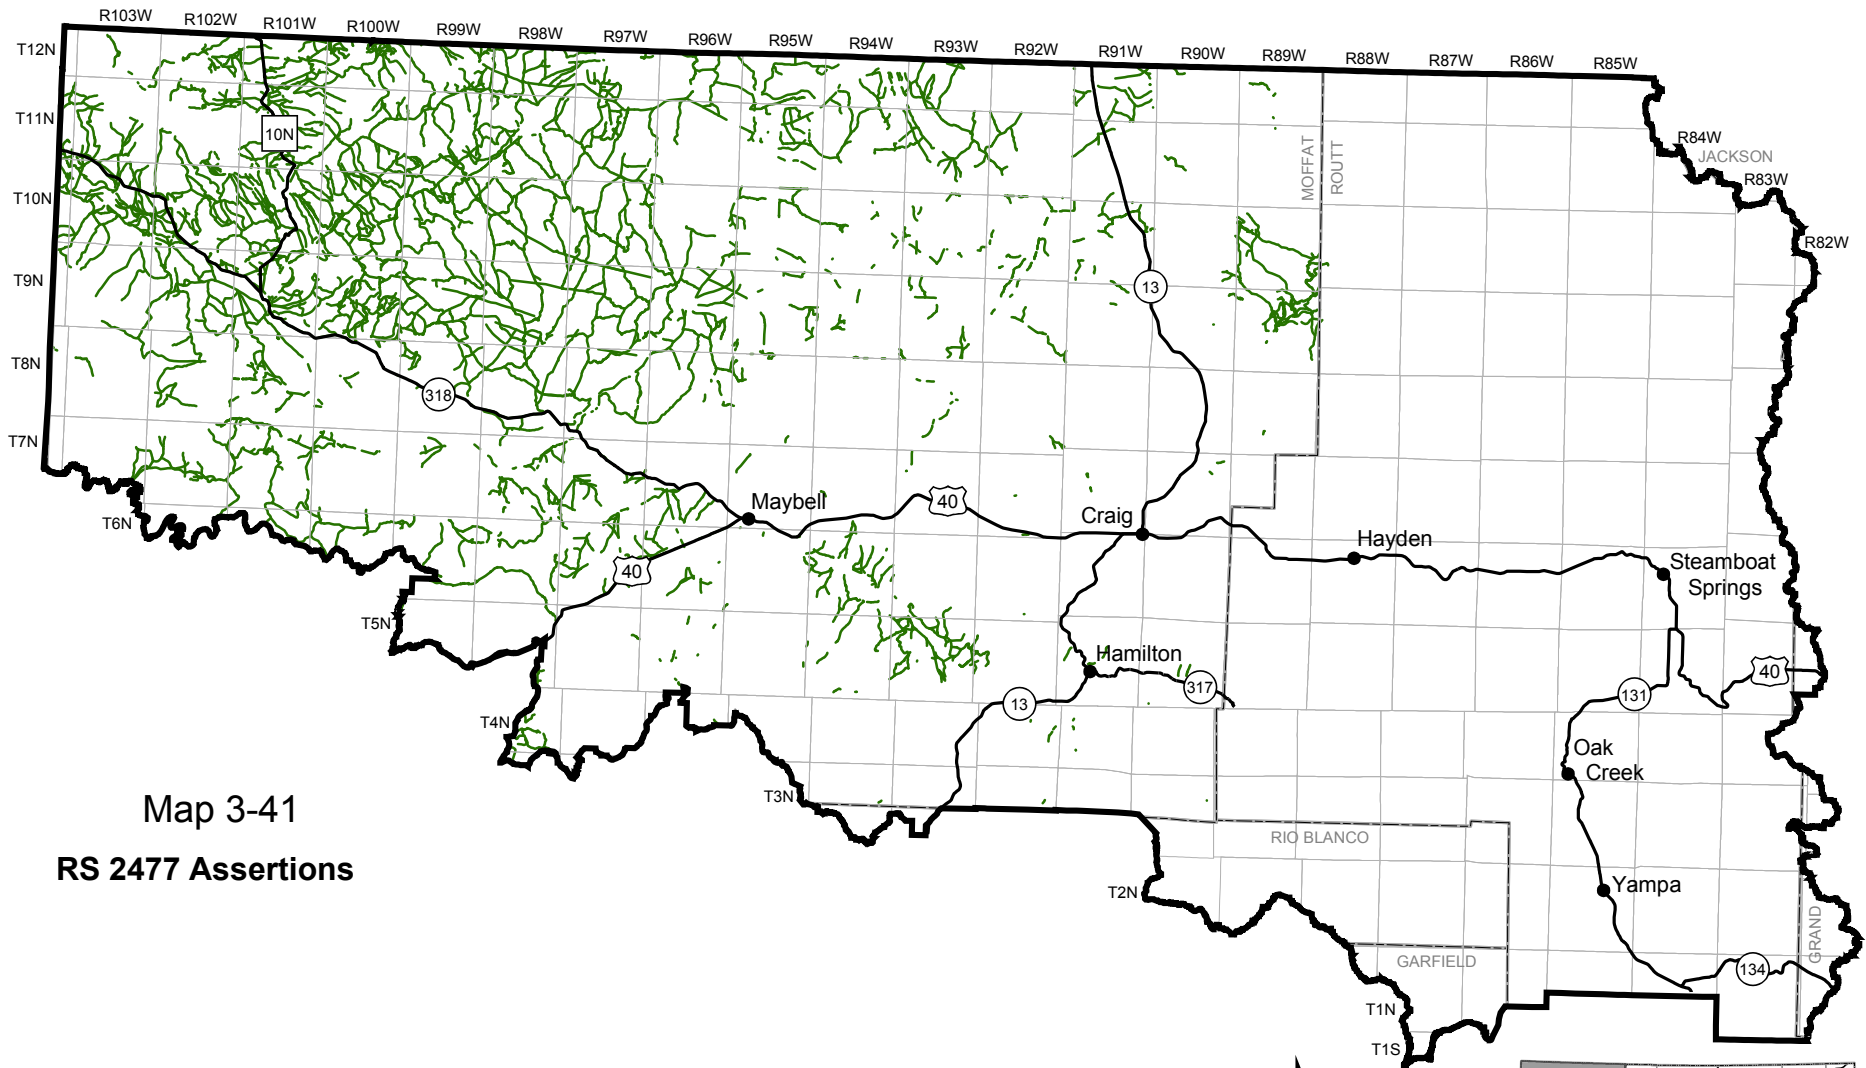 R103W
R102W
R101W
R100W
R99W
R98W
R97W
R96W
R95W
R94W
R93W
R92W
R91W
R90W
R89W
R88W
R87W
R86W
R85W
T12N
T11N
10N
MOFFAT
ROUTT
R84W
JACKSON
R83W
T10N
R82W
T9N
13
T8N
318
T7N
Maybell
40
Craig
T6N
Hayden
40
Steamboat
Springs
T5N
Hamilton
317
40
131
13
T4N
Oak
Creek
T3N
Map 3-41
RS 2477 Assertions
RIO BLANCO
T2N
Yampa
GRAND
GARFIELD
134
T1N
T1S